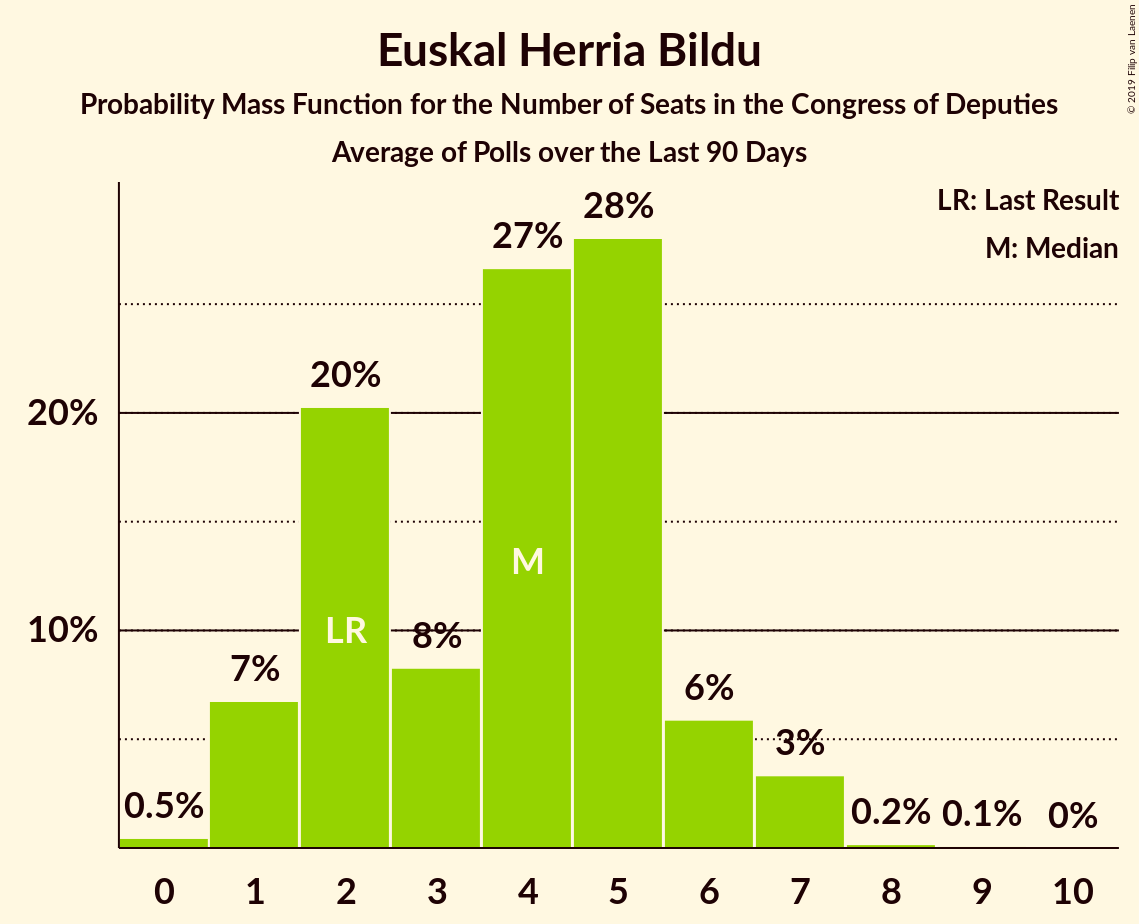 Euskal Herria Bildu
Probability Mass Function for the Number of Seats in the Congress of Deputies
Average of Polls over the Last 90 Days
© 2019 Filip van Laenen
LR: Last Result
M: Median
28%
27%
20%
20%
M
10%
LR
8%
7%
6%
3%
0.5%
0.2%
0.1%
0%
0 1 2 3 4 5 6 7 8 9 10